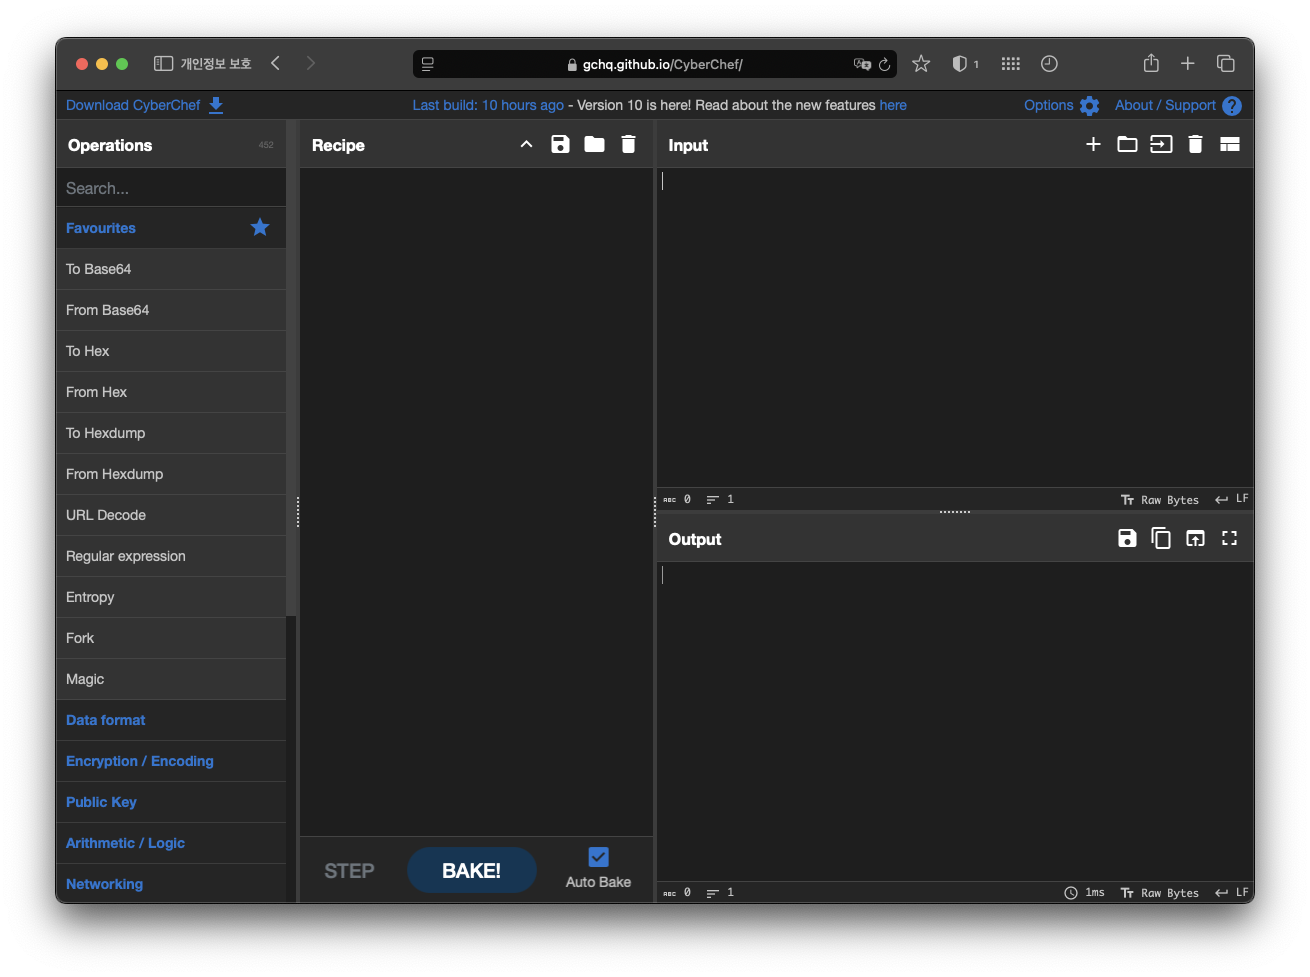 개인정보 보호
gchq.github.io/CyberChef/
1
Download CyberChef
Last build: 10 hours ago - Version 10 is here! Read about the new features here
Options
About / Support
Operations
452
Search...
Favourites
To Base64
From Base64
To Hex
From Hex
To Hexdump
From Hexdump
URL Decode
Regular expression
Entropy
Fork
Magic
Data format
Encryption / Encoding
Public Key
Arithmetic / Logic
Networking
Recipe
STEP
BAKE!
Auto Bake
Input
ABC 0 1
Raw Bytes LF
Output
ABC 0 1
1ms Raw Bytes LF